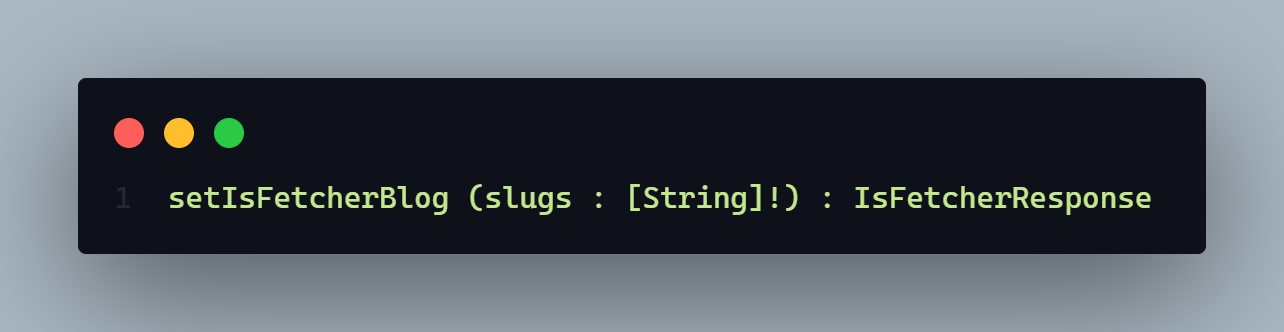 1 setIsFetcherBlog (slugs : [String]!) : IsFetcherResponse